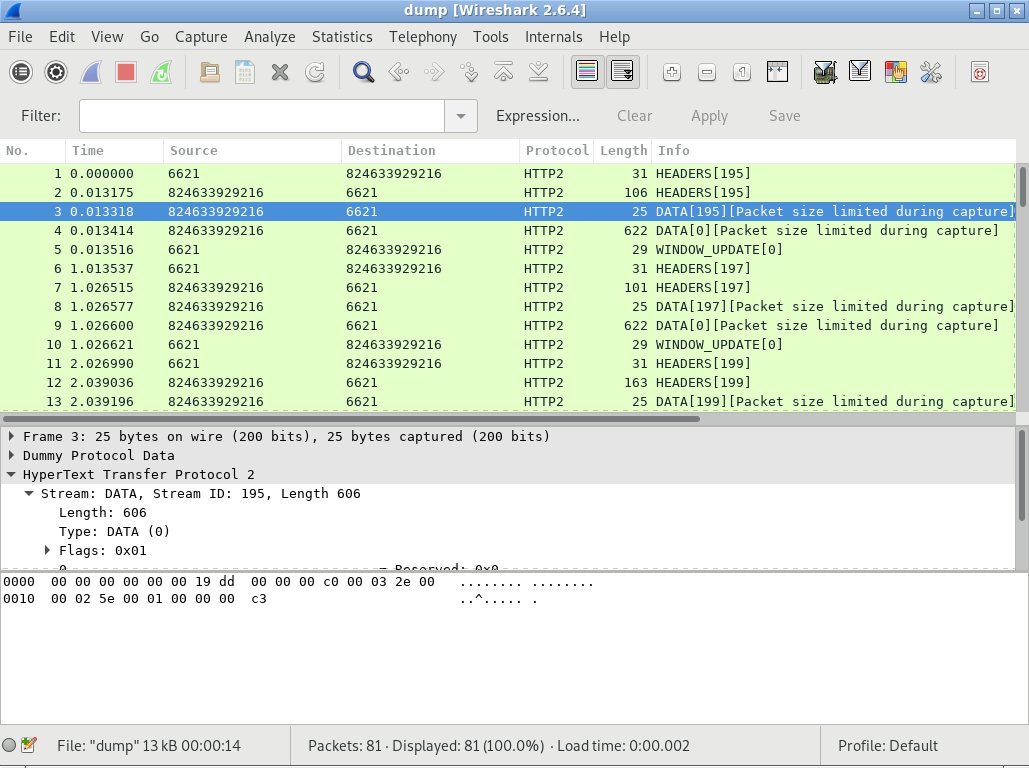 dump [Wireshark 2.6.4]
File Edit View Go Capture Analyze Statistics Telephony Tools Internals Help
Filter: Expression... Clear Apply Save
No. Time Source Destination Protocol Length Info
1 0.000000 6621 824633929216 HTTP2 31 HEADERS[195]
2 0.013175 824633929216 6621 HTTP2 106 HEADERS[195]
3 0.013318 824633929216 6621 HTTP2 25 DATA[195][Packet size limited during capture]
4 0.013414 824633929216 6621 HTTP2 622 DATA[0][Packet size limited during capture]
5 0.013516 6621 824633929216 HTTP2 29 WINDOW_UPDATE[0]
6 1.013537 6621 824633929216 HTTP2 31 HEADERS[197]
7 1.026515 824633929216 6621 HTTP2 101 HEADERS[197]
8 1.026577 824633929216 6621 HTTP2 25 DATA[197][Packet size limited during capture]
9 1.026600 824633929216 6621 HTTP2 622 DATA[0][Packet size limited during capture]
10 1.026621 6621 824633929216 HTTP2 29 WINDOW_UPDATE[0]
11 2.026990 6621 824633929216 HTTP2 31 HEADERS[199]
12 2.039036 824633929216 6621 HTTP2 163 HEADERS[199]
13 2.039196 824633929216 6621 HTTP2 25 DATA[199][Packet size limited during capture]
Frame 3: 25 bytes on wire (200 bits), 25 bytes captured (200 bits)
Dummy Protocol Data
HyperText Transfer Protocol 2
Stream: DATA, Stream ID: 195, Length 606
Length: 606
Type: DATA (0)
Flags: 0x01
= Reserved: 0x0
0000 00 00 00 00 00 00 19 dd 00 00 00 c0 00 03 2e 00 ........ ........
0010 00 02 5e 00 01 00 00 00 c3 ..^..... .
File: "dump" 13 kB 00:00:14 Packets: 81 · Displayed: 81 (100.0%) · Load time: 0:00.002 Profile: Default